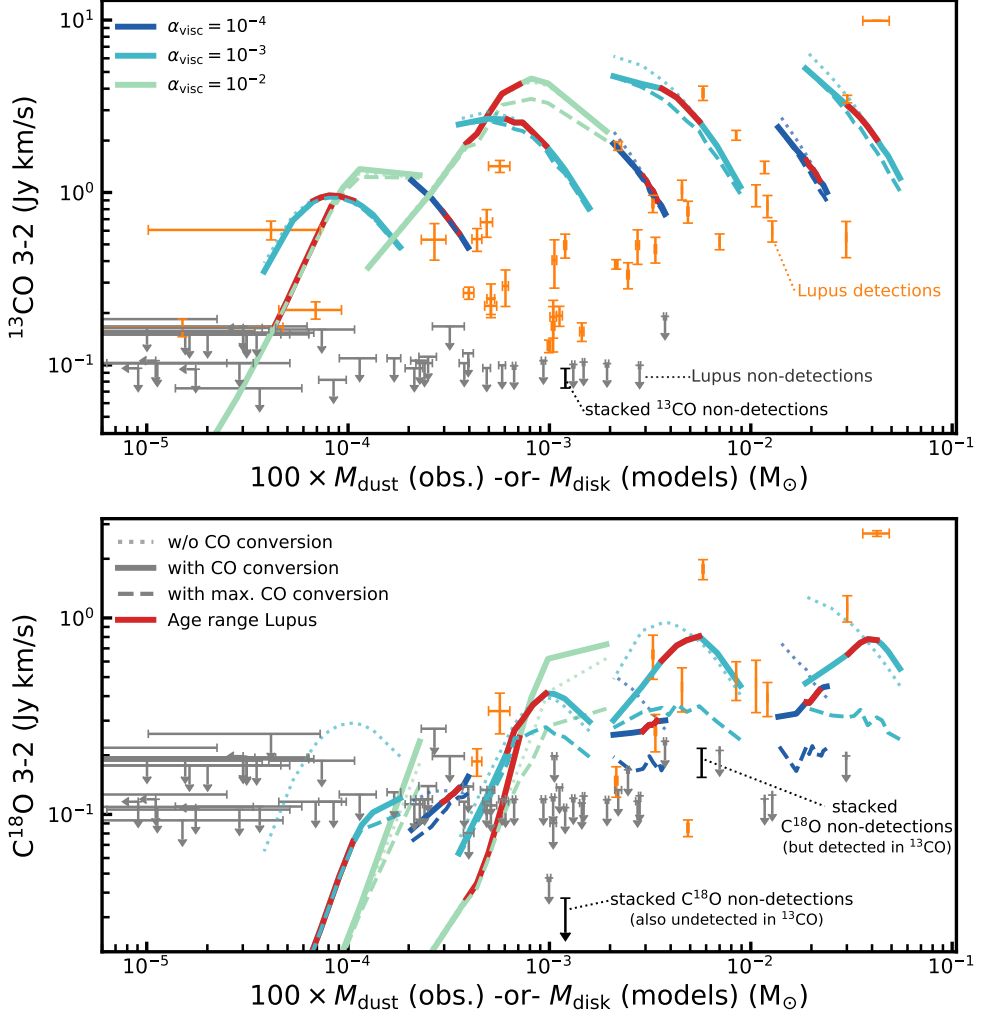 10¹
10⁰
10⁻¹
¹³CO 3-2 (Jy km/s)
α_visc = 10⁻⁴
α_visc = 10⁻³
α_visc = 10⁻²
Lupus detections
Lupus non-detections
stacked ¹³CO non-detections
10⁻⁵ 10⁻⁴ 10⁻³ 10⁻² 10⁻¹
100 × M_dust (obs.) -or- M_disk (models) (M_⊙)
10⁰
10⁻¹
C¹⁸O 3-2 (Jy km/s)
w/o CO conversion
with CO conversion
with max. CO conversion
Age range Lupus
stacked
C¹⁸O non-detections
(but detected in ¹³CO)
stacked C¹⁸O non-detections
(also undetected in ¹³CO)
10⁻⁵ 10⁻⁴ 10⁻³ 10⁻² 10⁻¹
100 × M_dust (obs.) -or- M_disk (models) (M_⊙)